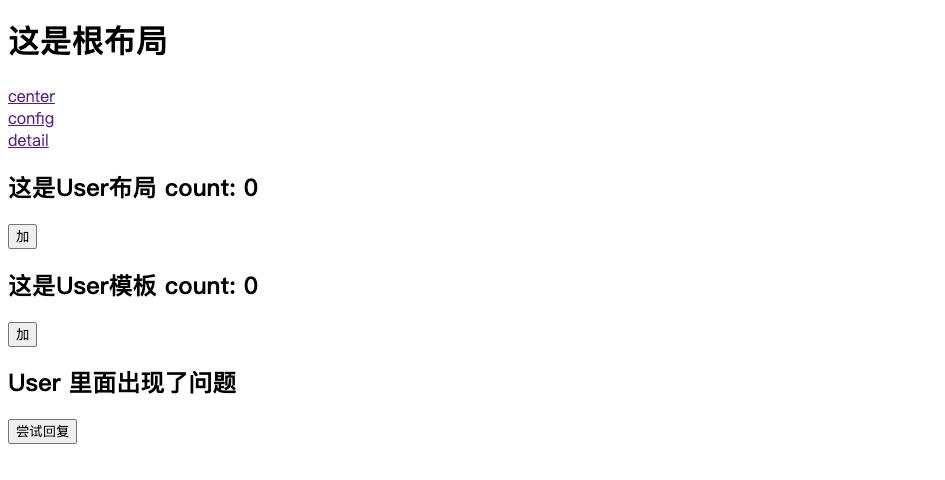 这是根布局
center
config
detail
这是User布局 count: 0
加
这是User模板 count: 0
加
User 里面出现了问题
尝试回复